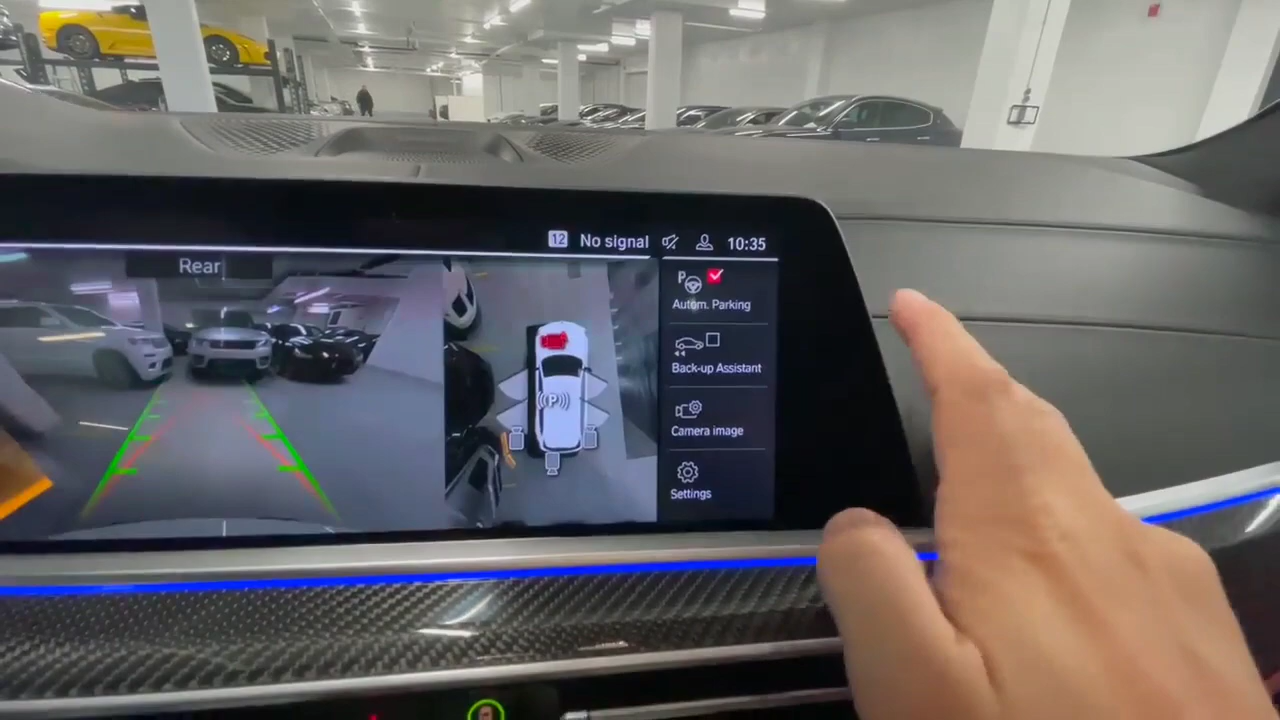 12 No signal 10:35
Rear
P
Autom. Parking
Back-up Assistant
(P)
Camera image
Settings